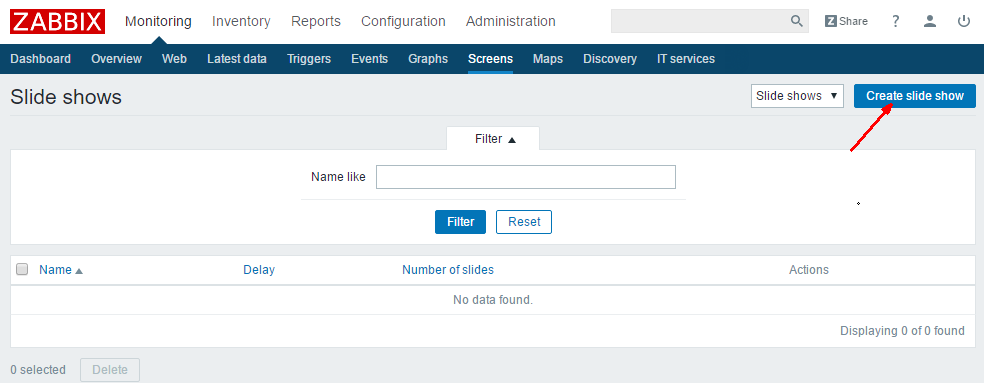 ZABBIX Monitoring Inventory Reports Configuration Administration Z Share ?
Dashboard Overview Web Latest data Triggers Events Graphs Screens Maps Discovery IT services
Slide shows Slide shows ▼ Create slide show
Filter ▲
Name like
Filter Reset
Name ▲ Delay Number of slides Actions
No data found.
Displaying 0 of 0 found
0 selected Delete